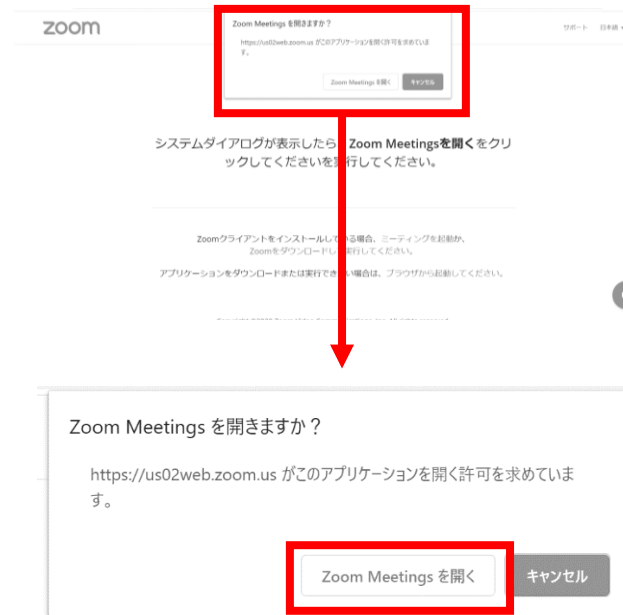 zoom
サポート 日本語
Zoom Meetings を開きますか？
https://us02web.zoom.us がこのアプリケーションを開く許可を求めていま
す。
Zoom Meetings を開く キャンセル
システムダイアログが表示したら、Zoom Meetingsを開くをクリ
ックしてくださいを実行してください。
Zoomクライアントをインストールしている場合、ミーティングを起動か、
Zoomをダウンロードして実行してください。
アプリケーションをダウンロードまたは実行できない場合は、ブラウザから起動してください。
Zoom Meetings を開きますか？
https://us02web.zoom.us がこのアプリケーションを開く許可を求めていま
す。
Zoom Meetings を開く キャンセル